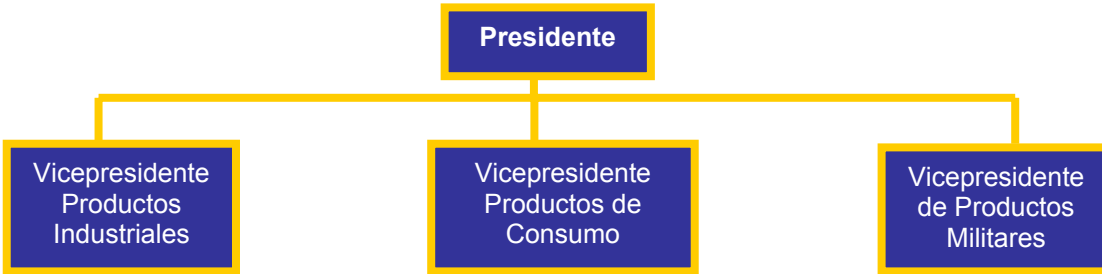 Presidente
Vicepresidente
Productos
Industriales
Vicepresidente
Productos de
Consumo
Vicepresidente
de Productos
Militares